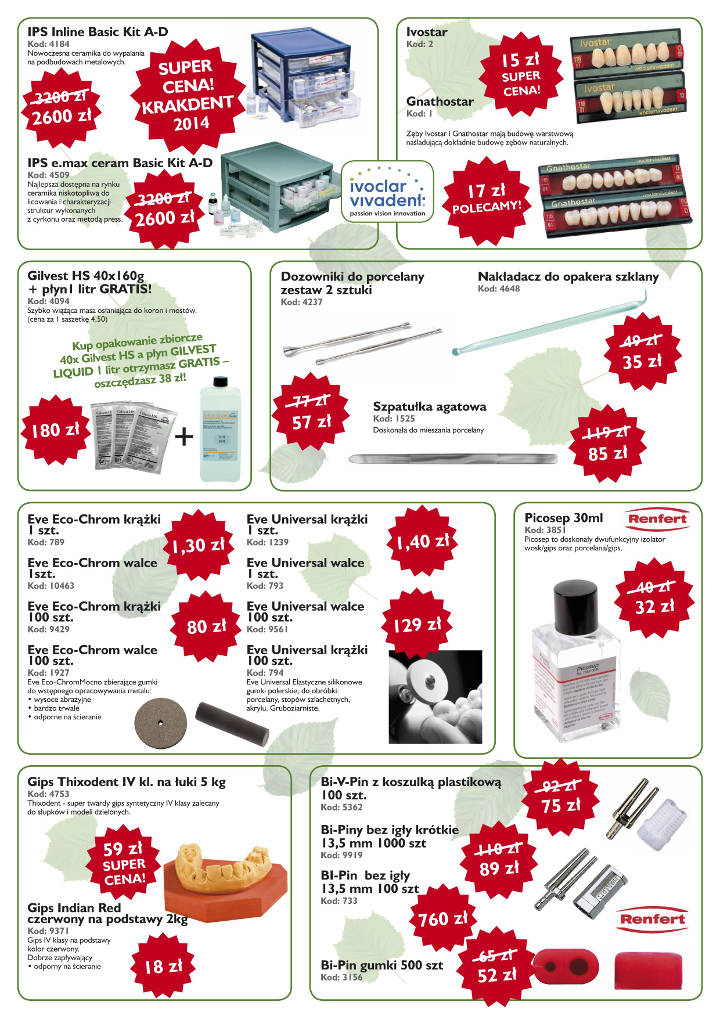 IPS Inline Basic Kit A-D
Kod: 4184
Nowoczesna ceramika do wypalania
na podbudowach metalowych.
3200 zł
2600 zł
SUPER
CENA!
KRAKDENT
2014
IPS e.max ceram Basic Kit A-D
Kod: 4509
Najlepsza dostępna na rynku
ceramika niskotopliwa do
licowania i charakteryzacji
struktur wykonanych
z cyrkonu oraz metodą press.
3200 zł
2600 zł
ivoclar
vivadent:
passion vision innovation
Ivostar
Kod: 2
15 zł
SUPER
CENA!
Gnathostar
Kod: 1
Zęby Ivostar i Gnathostar mają budowę warstwową
naśladującą dokładnie budowę zębów naturalnych.
17 zł
POLECAMY!
Ivostar
Ivostar
Gnathostar
Gnathostar
Gilvest HS 40x160g
+ płyn1 litr GRATIS!
Kod: 4094
Szybko wiążąca masa osłaniająca do koron i mostów.
(cena za 1 saszetkę 4,50)
Kup opakowanie zbiorcze
40x Gilvest HS a płyn GILVEST
LIQUID 1 litr otrzymasz GRATIS –
oszczędzasz 38 zł!
180 zł
+
Dozowniki do porcelany
zestaw 2 sztuki
Kod: 4237
77 zł
57 zł
Nakładacz do opakera szklany
Kod: 4648
49 zł
35 zł
Szpatułka agatowa
Kod: 1525
Doskonała do mieszania porcelany
119 zł
85 zł
Eve Eco-Chrom krążki
1 szt.
Kod: 789
Eve Eco-Chrom walce
1szt.
Kod: 10463
1,30 zł
Eve Eco-Chrom krążki
100 szt.
Kod: 9429
Eve Eco-Chrom walce
100 szt.
Kod: 1927
80 zł
Eve Eco-ChromMocno zbierające gumki
do wstępnego opracowywania metalu:
• wysoce abrazyjne
• bardzo trwałe
• odporne na ścieranie
Eve Universal krążki
1 szt.
Kod: 1239
Eve Universal walce
1 szt.
Kod: 793
1,40 zł
Eve Universal walce
100 szt.
Kod: 9561
Eve Universal krążki
100 szt.
Kod: 794
129 zł
Eve Universal Elastyczne silikonowe
gumki polerskie, do obróbki:
porcelany, stopów szlachetnych,
akrylu. Gruboziarniste.
Picosep 30ml
Kod: 3851
Renfert
Picosep to doskonały dwufunkcyjny izolator
wosk/gips oraz porcelana/gips.
40 zł
32 zł
Picosep
Gips Thixodent IV kl. na łuki 5 kg
Kod: 4753
Thixodent - super twardy gips syntetyczny IV klasy zalecany
do słupków i modeli dzielonych.
59 zł
SUPER
CENA!
Gips Indian Red
czerwony na podstawy 2kg
Kod: 9371
Gips IV klasy na podstawy
kolor czerwony.
Dobrze zapływający
• odporny na ścieranie
18 zł
Bi-V-Pin z koszulką plastikową
100 szt.
Kod: 5362
92 zł
75 zł
Bi-Piny bez igły krótkie
13,5 mm 1000 szt
Kod: 9919
110 zł
89 zł
BI-Pin bez igły
13,5 mm 100 szt
Kod: 733
760 zł
Renfert
Bi-Pin gumki 500 szt
Kod: 3156
65 zł
52 zł